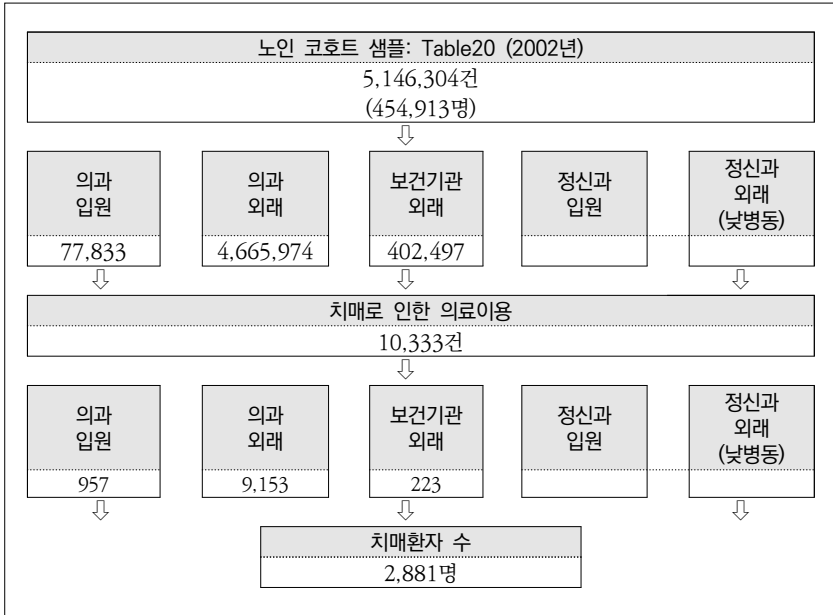 노인 코호트 샘플: Table20 (2002년)
5,146,304건
(454,913명)
의과
입원
77,833
의과
외래
4,665,974
보건기관
외래
402,497
정신과
입원
정신과
외래
(낮병동)
치매로 인한 의료이용
10,333건
의과
입원
957
의과
외래
9,153
보건기관
외래
223
정신과
입원
정신과
외래
(낮병동)
치매환자 수
2,881명